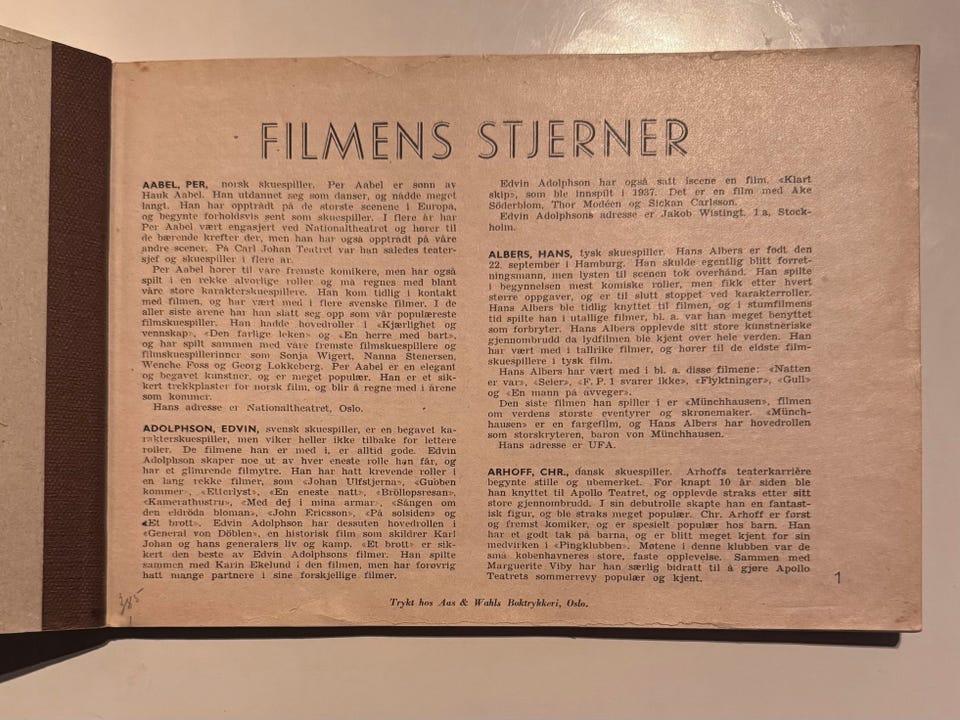 FILMENS STJERNER
AABEL, PER, norsk skuespiller. Per Aabel er sønn av
Hauk Aabel. Han utdannet seg som danser, og nådde meget
langt. Han har opptrådt på de største scenene i Europa,
og begynte forholdsvis sent som skuespiller. I flere år har
Per Aabel vært engasjert ved Nationaltheatret og hører til
de bærende krefter der, men han har også opptrådt på våre
andre scener. På Carl Johan Teatret var han således teater-
sjef og skuespiller i flere år.
Per Aabel hører til våre fremste komikere, men har også
spilt i en rekke alvorlige roller og må regnes med blant
våre store karakterskuespillere. Han kom tidlig i kontakt
med filmen, og har vært med i flere svenske filmer. I de
aller siste årene har han slått seg opp som vår populæreste
filmskuespiller. Han hadde hovedroller i «Kjærlighet og
vennskap», «Den farlige leken» og «En herre med bart»,
og har spilt sammen med våre fremste filmskuespillere og
filmskuespillerinner som Sonja Wigert, Nanna Stenersen,
Wenche Foss og Georg Løkkeberg. Per Aabel er en elegant
og begavet kunstner, og er meget populær. Han er et sik-
kert trekkplaster for norsk film, og blir å regne med i årene
som kommer.
Hans adresse er Nationaltheatret, Oslo.
ADOLPHSON, EDVIN, svensk skuespiller, er en begavet ka-
rakterskuespiller, men viker heller ikke tilbake for lettere
roller. De filmene han er med i, er alltid gode. Edvin
Adolphson skaper noe ut av hver eneste rolle han får, og
har et glimrende filmytre. Han har hatt krevende roller i
en lang rekke filmer, som «Johan Ulfstjerna», «Gubben
kommer», «Etterlyst», «En eneste natt», «Bröllopsresan»,
«Kamerathustru», «Med dej i mina armar», «Sången om
den eldröda bloman», «John Ericsson», «På solsiden» og
«Et brott». Edvin Adolphson har dessuten hovedrollen i
«General von Döblen», en historisk film som skildrer Karl
Johan og hans generalers liv og kamp. «Et brott» er sik-
kert den beste av Edvin Adolphsons filmer. Han spilte
sammen med Karin Ekelund i den filmen, men har forøvrig
hatt mange partnere i sine forskjellige filmer.
Edvin Adolphson har også satt iscene en film, «Klart
skip», som ble innspilt i 1937. Det er en film med Åke
Söderblom, Thor Modéen og Sickan Carlsson.
Edvin Adolphsons adresse er Jakob Wistingt. 1 a, Stock-
holm.
ALBERS, HANS, tysk skuespiller. Hans Albers er født den
22. september i Hamburg. Han skulde egentlig blitt forret-
ningsmann, men lysten til scenen tok overhånd. Han spilte
i begynnelsen mest komiske roller, men fikk etter hvert
større oppgaver, og er til slutt stoppet ved karakterroller.
Hans Albers ble tidlig knyttet til filmen, og i stumfilmens
tid spilte han i utallige filmer, bl. a. var han meget benyttet
som forbryter. Hans Albers opplevde sitt store kunstneriske
gjennombrudd da lydfilmen ble kjent over hele verden. Han
har vært med i tallrike filmer, og hører til de eldste film-
skuespillere i tysk film.
Hans Albers har vært med i bl. a. disse filmene: «Natten
er vår», «Seier», «F. P. 1 svarer ikke», «Flyktninger», «Gull»
og «En mann på avveger».
Den siste filmen han spiller i er «Münchhausen», filmen
om verdens største eventyrer og skrønemaker. «Münch-
hausen» er en fargefilm, og Hans Albers har hovedrollen
som storskryteren, baron von Münchhausen.
Hans adresse er UFA.
ARHOFF, CHR., dansk skuespiller. Arhoffs teaterkarrière
begynte stille og ubemerket. For knapt 10 år siden ble
han knyttet til Apollo Teatret, og opplevde straks etter sitt
store gjennombrudd. I sin debutrolle skapte han en fantast-
isk figur, og ble straks meget populær. Chr. Arhoff er først
og fremst komiker, og er spesielt populær hos barn. Han
har et godt tak på barna, og er blitt meget kjent for sin
medvirken i «Pingklubben». Møtene i denne klubben var de
små københavneres store, faste opplevelse. Sammen med
Marguerite Viby har han særlig bidratt til å gjøre Apollo
Teatrets sommerrevy populær og kjent.
1
385
Trykt hos Aas & Wahls Boktrykkeri, Oslo.